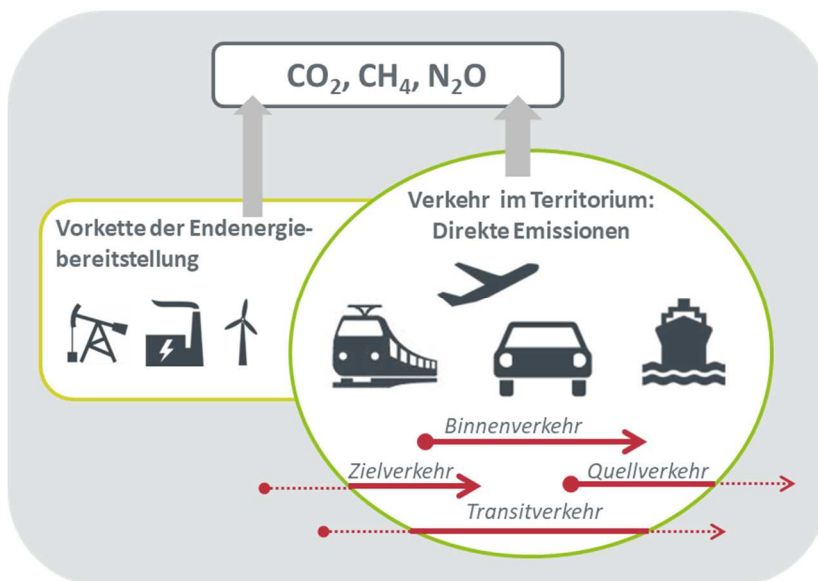 CO₂, CH₄, N₂O
Vorkette der Endenergie-
bereitstellung
Verkehr im Territorium:
Direkte Emissionen
Binnenverkehr
Zielverkehr
Quellverkehr
Transitverkehr